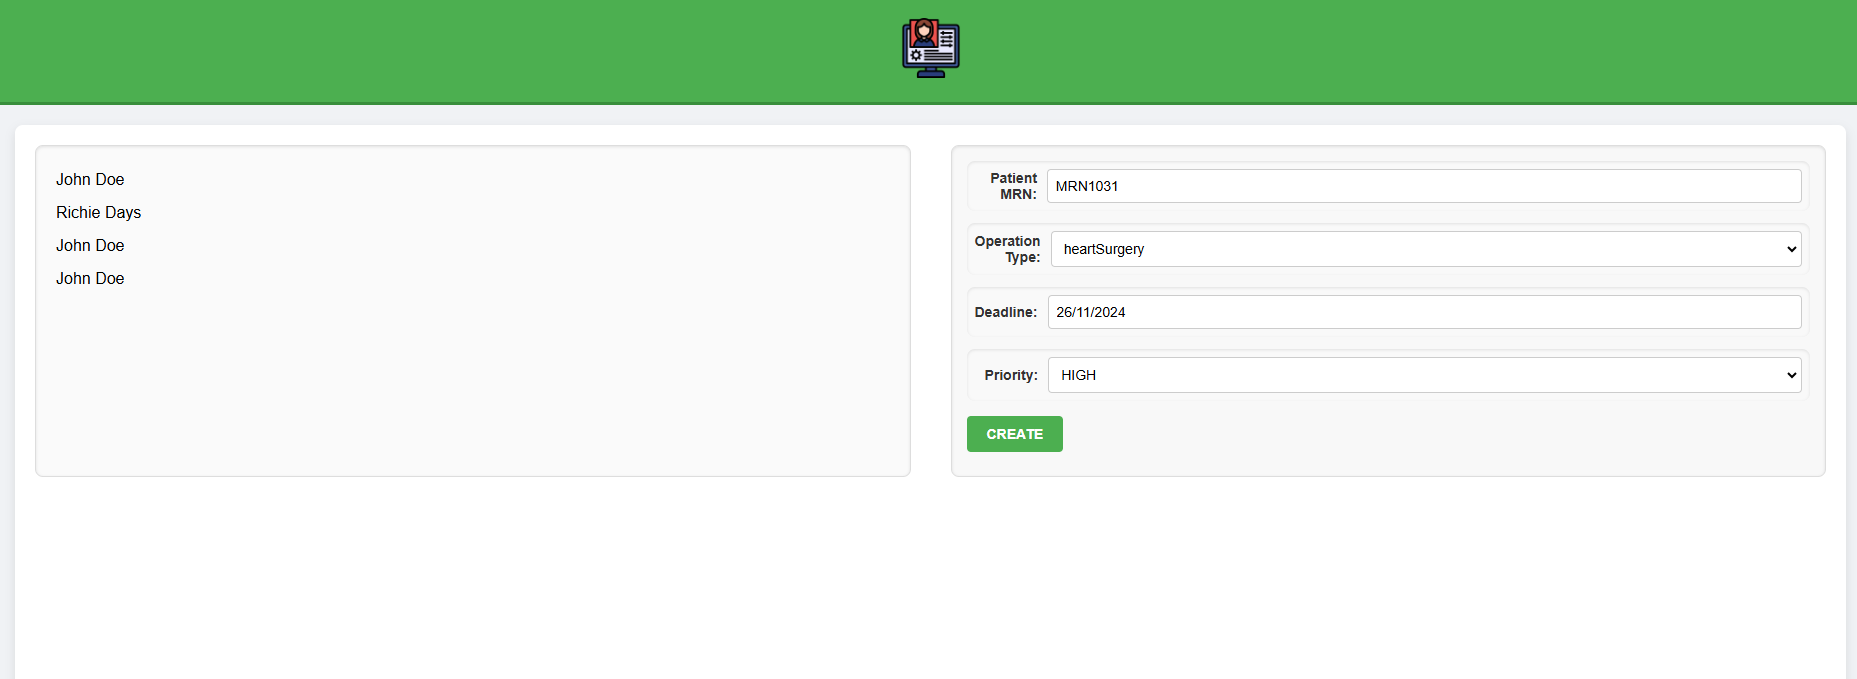 John Doe
Richie Days
John Doe
John Doe
Patient
MRN:
MRN1031
Operation
Type:
heartSurgery
Deadline:
26/11/2024
Priority:
HIGH
CREATE